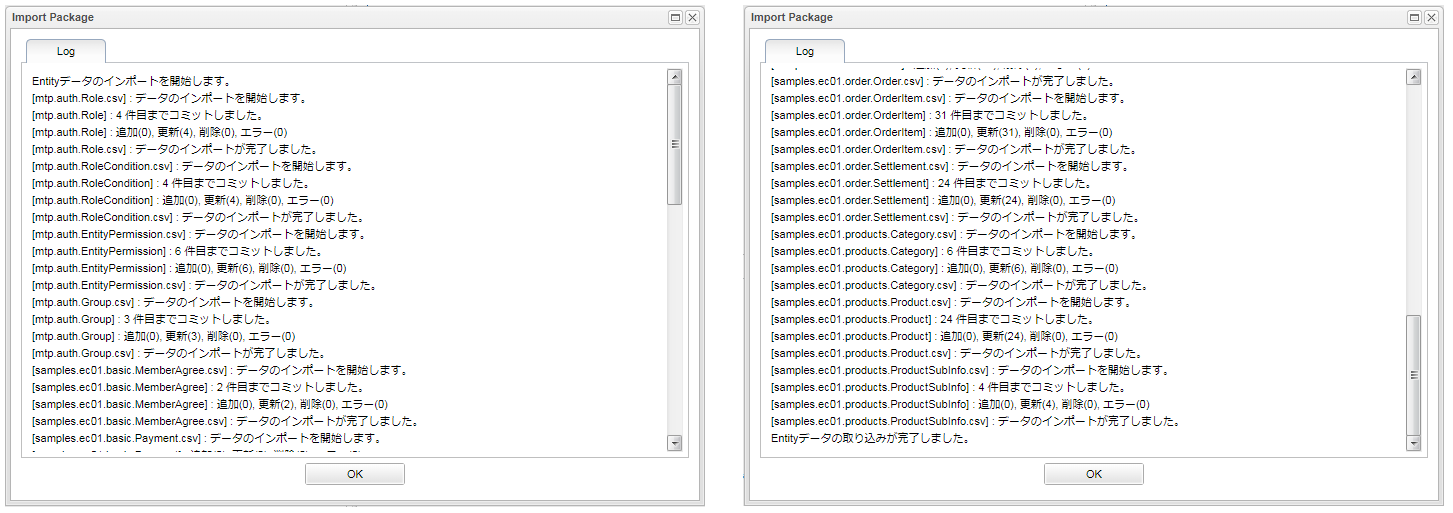 Import Package
Log
Entityデータのインポートを開始します。
[mtp.auth.Role.csv] : データのインポートを開始します。
[mtp.auth.Role] : 4 件目までコミットしました。
[mtp.auth.Role] : 追加(0), 更新(4), 削除(0), エラー(0)
[mtp.auth.Role.csv] : データのインポートが完了しました。
[mtp.auth.RoleCondition.csv] : データのインポートを開始します。
[mtp.auth.RoleCondition] : 4 件目までコミットしました。
[mtp.auth.RoleCondition] : 追加(0), 更新(4), 削除(0), エラー(0)
[mtp.auth.RoleCondition.csv] : データのインポートが完了しました。
[mtp.auth.EntityPermission.csv] : データのインポートを開始します。
[mtp.auth.EntityPermission] : 6 件目までコミットしました。
[mtp.auth.EntityPermission] : 追加(0), 更新(6), 削除(0), エラー(0)
[mtp.auth.EntityPermission.csv] : データのインポートが完了しました。
[mtp.auth.Group.csv] : データのインポートを開始します。
[mtp.auth.Group] : 3 件目までコミットしました。
[mtp.auth.Group] : 追加(0), 更新(3), 削除(0), エラー(0)
[mtp.auth.Group.csv] : データのインポートが完了しました。
[samples.ec01.basic.MemberAgree.csv] : データのインポートを開始します。
[samples.ec01.basic.MemberAgree] : 2 件目までコミットしました。
[samples.ec01.basic.MemberAgree] : 追加(0), 更新(2), 削除(0), エラー(0)
[samples.ec01.basic.MemberAgree.csv] : データのインポートが完了しました。
[samples.ec01.basic.Payment.csv] : データのインポートを開始します。
OK
Import Package
Log
[samples.ec01.order.Order.csv] : データのインポートが完了しました。
[samples.ec01.order.OrderItem.csv] : データのインポートを開始します。
[samples.ec01.order.OrderItem] : 31 件目までコミットしました。
[samples.ec01.order.OrderItem] : 追加(0), 更新(31), 削除(0), エラー(0)
[samples.ec01.order.OrderItem.csv] : データのインポートが完了しました。
[samples.ec01.order.Settlement.csv] : データのインポートを開始します。
[samples.ec01.order.Settlement] : 24 件目までコミットしました。
[samples.ec01.order.Settlement] : 追加(0), 更新(24), 削除(0), エラー(0)
[samples.ec01.order.Settlement.csv] : データのインポートが完了しました。
[samples.ec01.products.Category.csv] : データのインポートを開始します。
[samples.ec01.products.Category] : 6 件目までコミットしました。
[samples.ec01.products.Category] : 追加(0), 更新(6), 削除(0), エラー(0)
[samples.ec01.products.Category.csv] : データのインポートが完了しました。
[samples.ec01.products.Product.csv] : データのインポートを開始します。
[samples.ec01.products.Product] : 24 件目までコミットしました。
[samples.ec01.products.Product] : 追加(0), 更新(24), 削除(0), エラー(0)
[samples.ec01.products.Product.csv] : データのインポートが完了しました。
[samples.ec01.products.ProductSubInfo.csv] : データのインポートを開始します。
[samples.ec01.products.ProductSubInfo] : 4 件目までコミットしました。
[samples.ec01.products.ProductSubInfo] : 追加(0), 更新(4), 削除(0), エラー(0)
[samples.ec01.products.ProductSubInfo.csv] : データのインポートが完了しました。
Entityデータの取り込みが完了しました。
OK